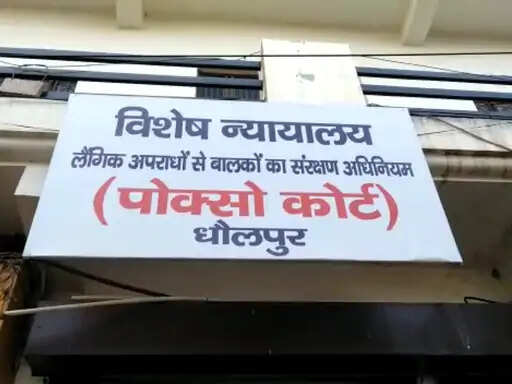 विशेष न्यायालय
लैंगिक अपराधों से बालकों का संरक्षण अधिनियम
(पोक्सो कोर्ट)
धौलपुर